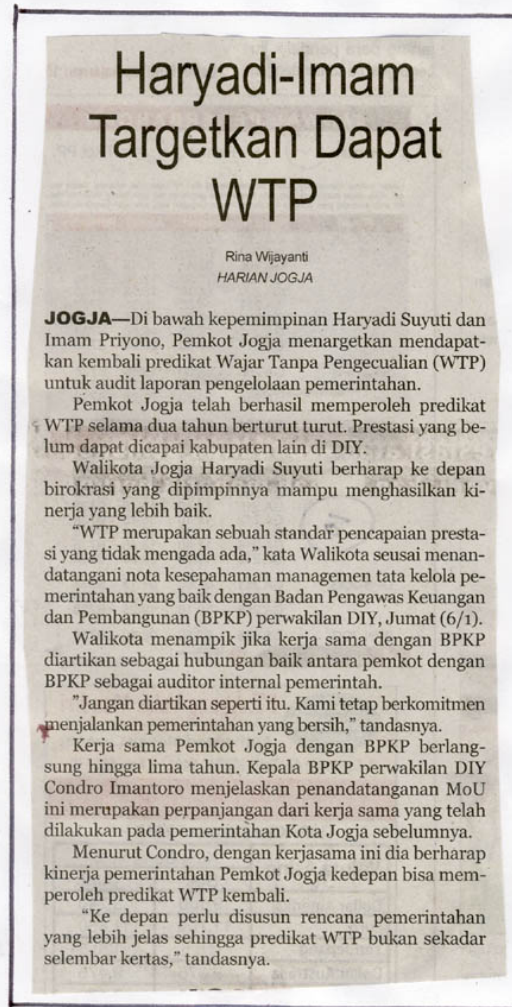 Haryadi-Imam
Targetkan Dapat
WTP
Rina Wijayanti
HARIAN JOGJA
JOGJA—Di bawah kepemimpinan Haryadi Suyuti dan
Imam Priyono, Pemkot Jogja menargetkan mendapat-
kan kembali predikat Wajar Tanpa Pengecualian (WTP)
untuk audit laporan pengelolaan pemerintahan.
Pemkot Jogja telah berhasil memperoleh predikat
WTP selama dua tahun berturut turut. Prestasi yang be-
lum dapat dicapai kabupaten lain di DIY.
Walikota Jogja Haryadi Suyuti berharap ke depan
birokrasi yang dipimpinnya mampu menghasilkan ki-
nerja yang lebih baik.
“WTP merupakan sebuah standar pencapaian presta-
si yang tidak mengada ada,” kata Walikota seusai menan-
datangani nota kesepahaman managemen tata kelola pe-
merintahan yang baik dengan Badan Pengawas Keuangan
dan Pembangunan (BPKP) perwakilan DIY, Jumat (6/1).
Walikota menampik jika kerja sama dengan BPKP
diartikan sebagai hubungan baik antara pemkot dengan
BPKP sebagai auditor internal pemerintah.
”Jangan diartikan seperti itu. Kami tetap berkomitmen
menjalankan pemerintahan yang bersih,” tandasnya.
Kerja sama Pemkot Jogja dengan BPKP berlang-
sung hingga lima tahun. Kepala BPKP perwakilan DIY
Condro Imantoro menjelaskan penandatanganan MoU
ini merupakan perpanjangan dari kerja sama yang telah
dilakukan pada pemerintahan Kota Jogja sebelumnya.
Menurut Condro, dengan kerjasama ini dia berharap
kinerja pemerintahan Pemkot Jogja kedepan bisa mem-
peroleh predikat WTP kembali.
“Ke depan perlu disusun rencana pemerintahan
yang lebih jelas sehingga predikat WTP bukan sekadar
selembar kertas,” tandasnya.